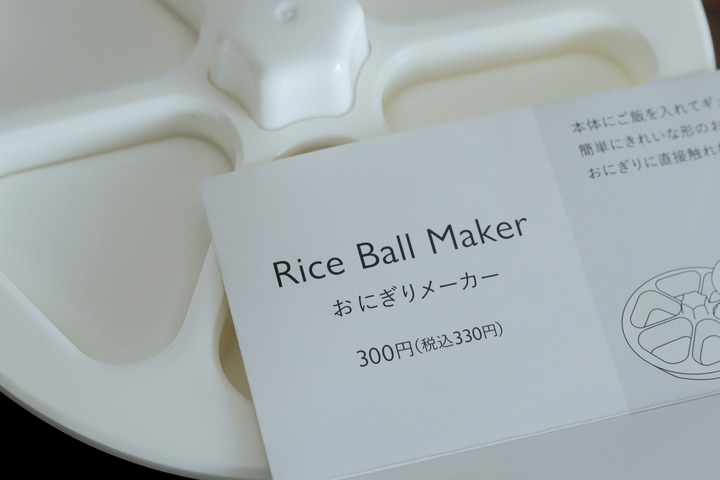 Rice Ball Maker
おにぎりメーカー
300円(税込330円)
本体にご飯を入れてギ
簡単にきれいな形のお
おにぎりに直接触れ